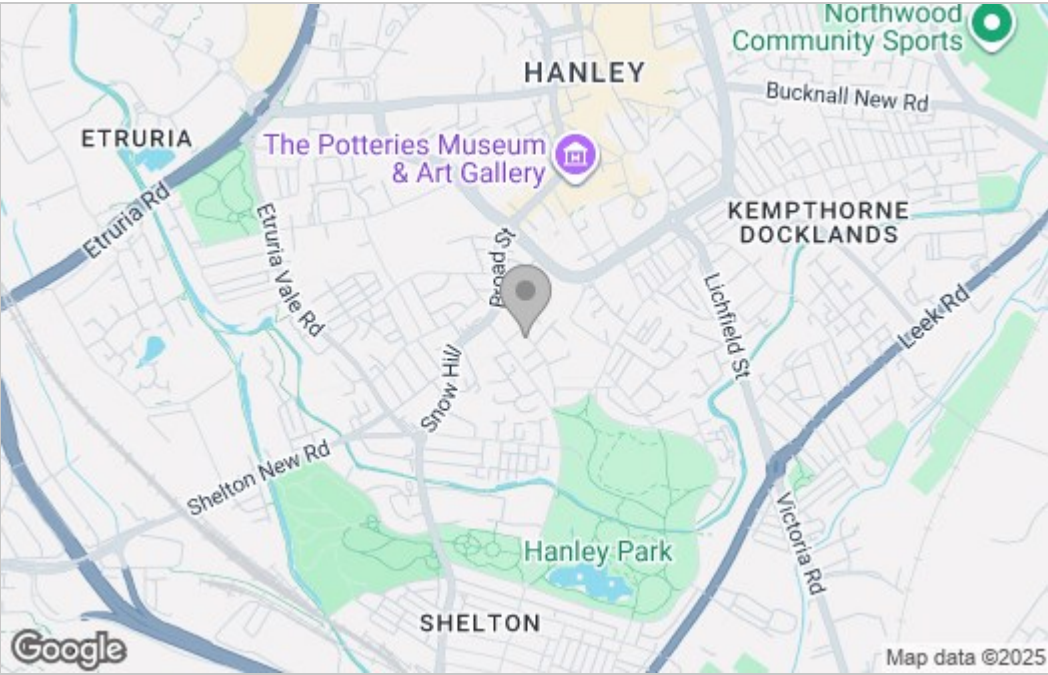 Northwood
Community Sports
HANLEY
Bucknall New Rd
ETRURIA
The Potteries Museum
& Art Gallery
KEMPTHORNE
DOCKLANDS
Etruria Rd
Etruria Vale Rd
Broad St
Lichfield St
Leek Rd
Snow Hill
Shelton New Rd
Victoria Rd
Hanley Park
SHELTON
Google
Map data ©2025